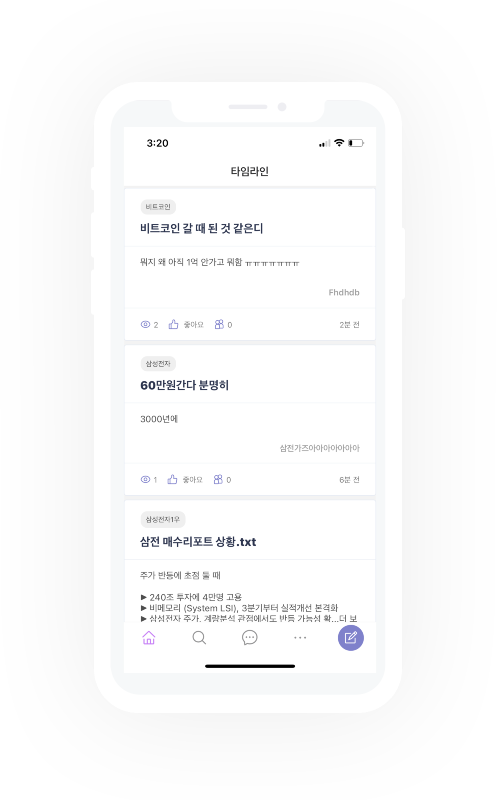 3:20
타임라인
비트코인
비트코인 갈 때 된 것 같은디
뭐지 왜 아직 1억 안가고 뭐함 ㅠㅠㅠㅠㅠㅠㅠ
Fhdhdb
2 좋아요 0 2분 전
삼성전자
60만원간다 분명히
3000년에
삼전가즈아아아아아아아아
1 좋아요 0 6분 전
삼성전자1우
삼전 매수리포트 상황.txt
주가 반등에 초점 둘 때
▶ 240조 투자에 4만명 고용
▶ 비메모리 (System LSI), 3분기부터 실적개선 본격화
▶ 삼성전자 주가, 계량분석 관점에서도 반등 가능성 확...더 보